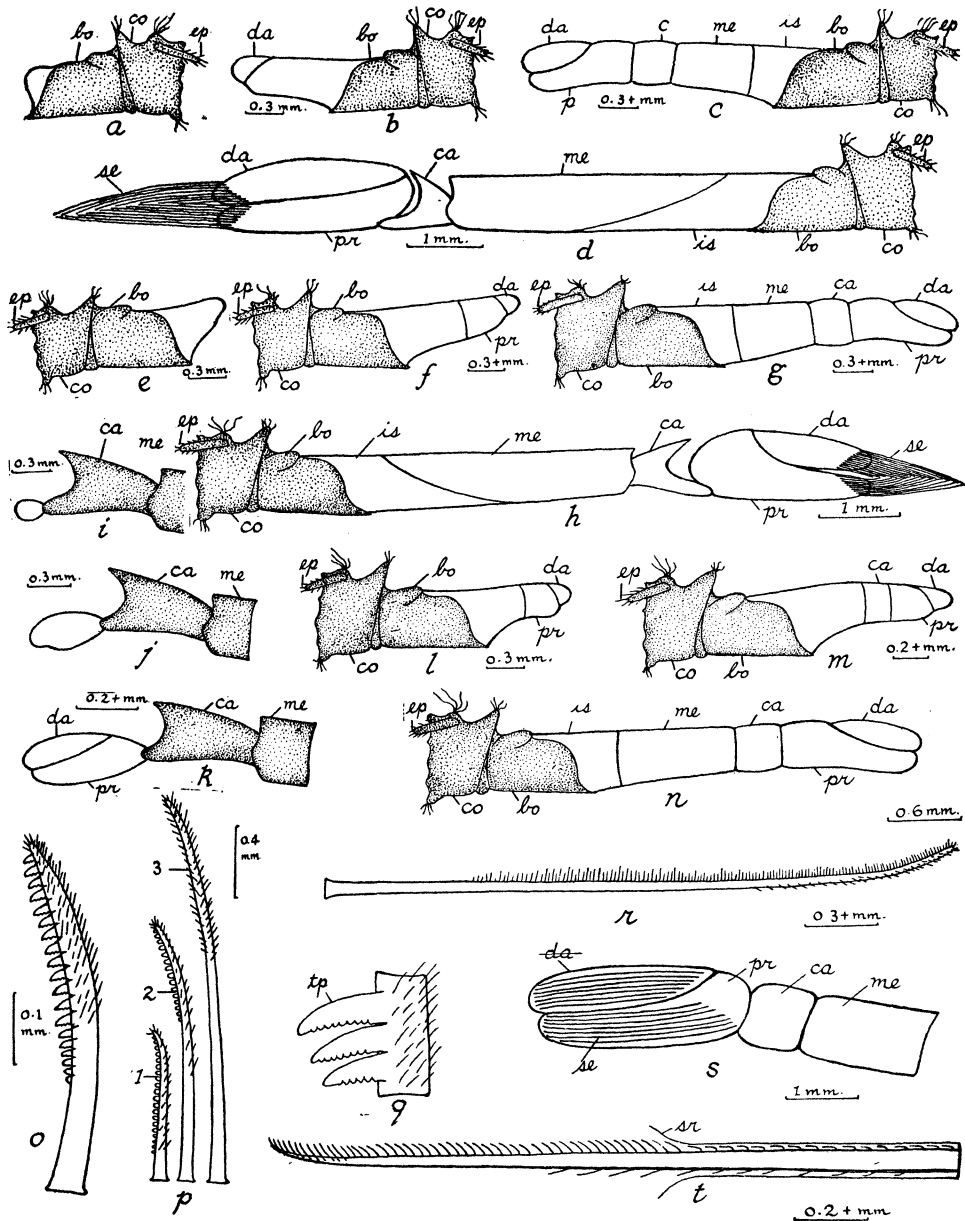 bo co ep
a
da bo co ep
0.3 mm.
b
da c me is bo ep
p 0.3+mm co
c
se da ca me ep
pr 1 mm. is bo co
d
ep bo
co 0.3 mm.
e
ep bo da
co pr 0.3+mm.
f
ep is me ca da
co bo 0.3+mm. pr
g
ca me
0.3 mm.
i
ep bo is me ca da se
co pr 1 mm.
h
0.3mm. ca me
j
ep bo da
co pr 0.3mm.
l
ep ca da
co bo pr 0.2+mm
m
0.2+mm
da ca me
pr
k
ep is me ca da
co bo pr
n
0.6mm.
0.1 mm.
o
3
2
1
0.4 mm
p
r
0.3+mm.
tp
q
da pr ca me
se
s
1mm.
sr
t
0.2+mm